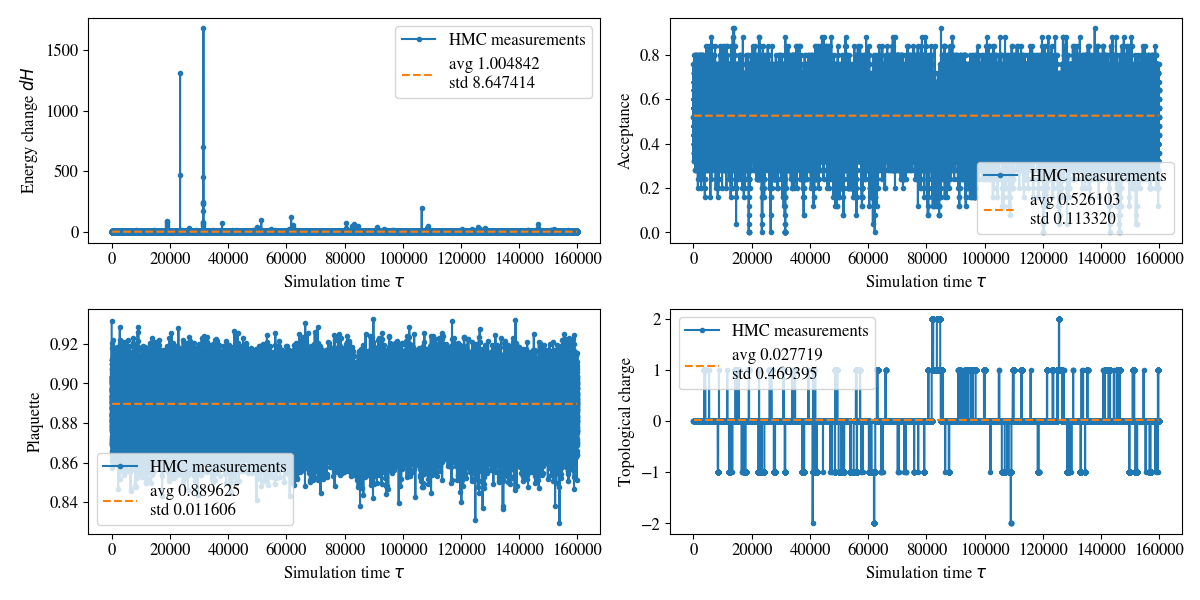 Energy change dH
1500
1000
500
0
HMC measurements
avg 1.004842
std 8.647414
0 20000 40000 60000 80000 100000 120000 140000 160000
Simulation time τ
Acceptance
0.8
0.6
0.4
0.2
0.0
HMC measurements
avg 0.526103
std 0.113320
0 20000 40000 60000 80000 100000 120000 140000 160000
Simulation time τ
Plaquette
0.92
0.90
0.88
0.86
0.84
HMC measurements
avg 0.889625
std 0.011606
0 20000 40000 60000 80000 100000 120000 140000 160000
Simulation time τ
Topological charge
2
1
0
−1
−2
HMC measurements
avg 0.027719
std 0.469395
0 20000 40000 60000 80000 100000 120000 140000 160000
Simulation time τ